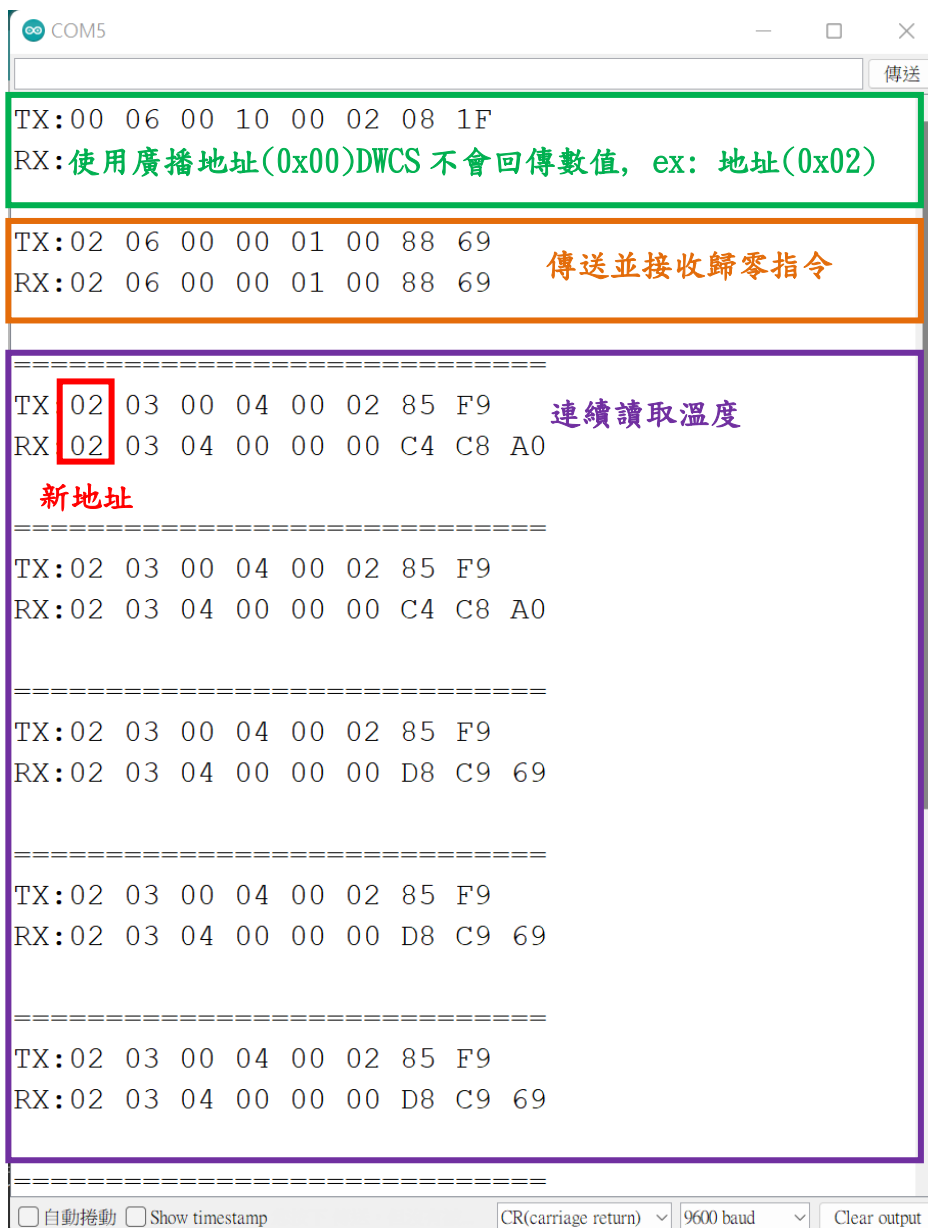 COM5
傳送
TX:00 06 00 10 00 02 08 1F
RX:使用廣播地址(0x00)DWCS 不會回傳數值, ex: 地址(0x02)
TX:02 06 00 00 01 00 88 69
RX:02 06 00 00 01 00 88 69
傳送並接收歸零指令
=============================
TX:02 03 00 04 00 02 85 F9
連續讀取溫度
RX:02 03 04 00 00 00 C4 C8 A0
新地址
=============================
TX:02 03 00 04 00 02 85 F9
RX:02 03 04 00 00 00 C4 C8 A0
=============================
TX:02 03 00 04 00 02 85 F9
RX:02 03 04 00 00 00 D8 C9 69
=============================
TX:02 03 00 04 00 02 85 F9
RX:02 03 04 00 00 00 D8 C9 69
=============================
TX:02 03 00 04 00 02 85 F9
RX:02 03 04 00 00 00 D8 C9 69
=============================
自動捲動 Show timestamp CR(carriage return) 9600 baud Clear output